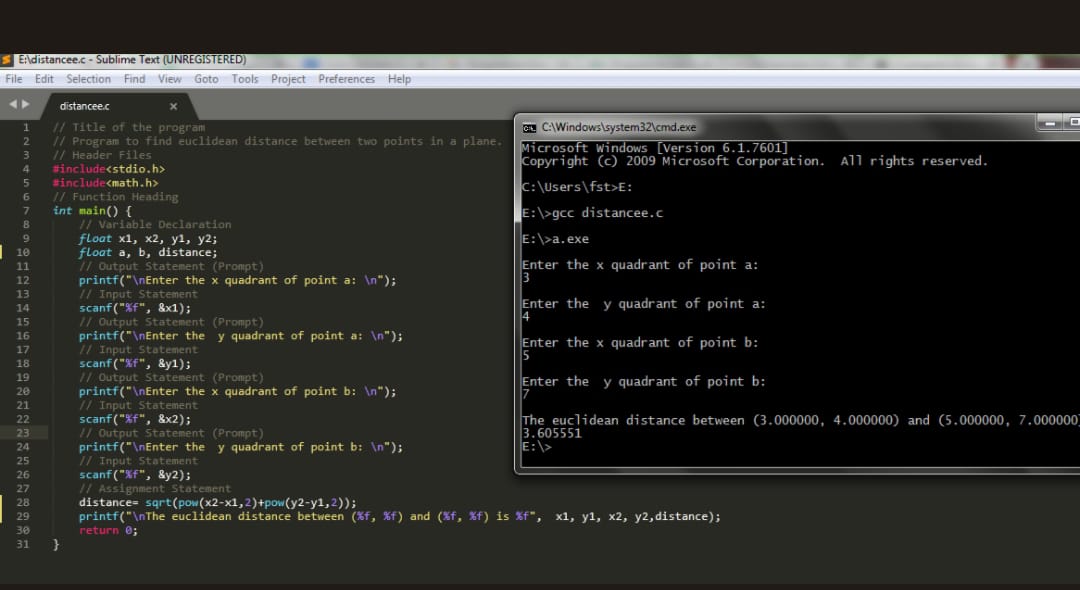 E:\distancee.c - Sublime Text (UNREGISTERED)
File Edit Selection Find View Goto Tools Project Preferences Help
distancee.c
1 // Title of the program
2 // Program to find euclidean distance between two points in a plane.
3 // Header Files
4 #include<stdio.h>
5 #include<math.h>
6 // Function Heading
7 int main() {
8 // Variable Declaration
9 float x1, x2, y1, y2;
10 float a, b, distance;
11 // Output Statement (Prompt)
12 printf("\nEnter the x quadrant of point a: \n");
13 // Input Statement
14 scanf("%f", &x1);
15 // Output Statement (Prompt)
16 printf("\nEnter the  y quadrant of point a: \n");
17 // Input Statement
18 scanf("%f", &y1);
19 // Output Statement (Prompt)
20 printf("\nEnter the x quadrant of point b: \n");
21 // Input Statement
22 scanf("%f", &x2);
23 // Output Statement (Prompt)
24 printf("\nEnter the  y quadrant of point b: \n");
25 // Input Statement
26 scanf("%f", &y2);
27 // Assignment Statement
28 distance= sqrt(pow(x2-x1,2)+pow(y2-y1,2));
29 printf("\nThe euclidean distance between (%f, %f) and (%f, %f) is %f",  x1, y1, x2, y2,distance);
30 return 0;
31 }
C:\Windows\system32\cmd.exe
Microsoft Windows [Version 6.1.7601]
Copyright (c) 2009 Microsoft Corporation.  All rights reserved.
C:\Users\fst>E:
E:\>gcc distancee.c
E:\>a.exe
Enter the x quadrant of point a:
3
Enter the  y quadrant of point a:
4
Enter the x quadrant of point b:
5
Enter the  y quadrant of point b:
7
The euclidean distance between (3.000000, 4.000000) and (5.000000, 7.000000)
3.605551
E:\>